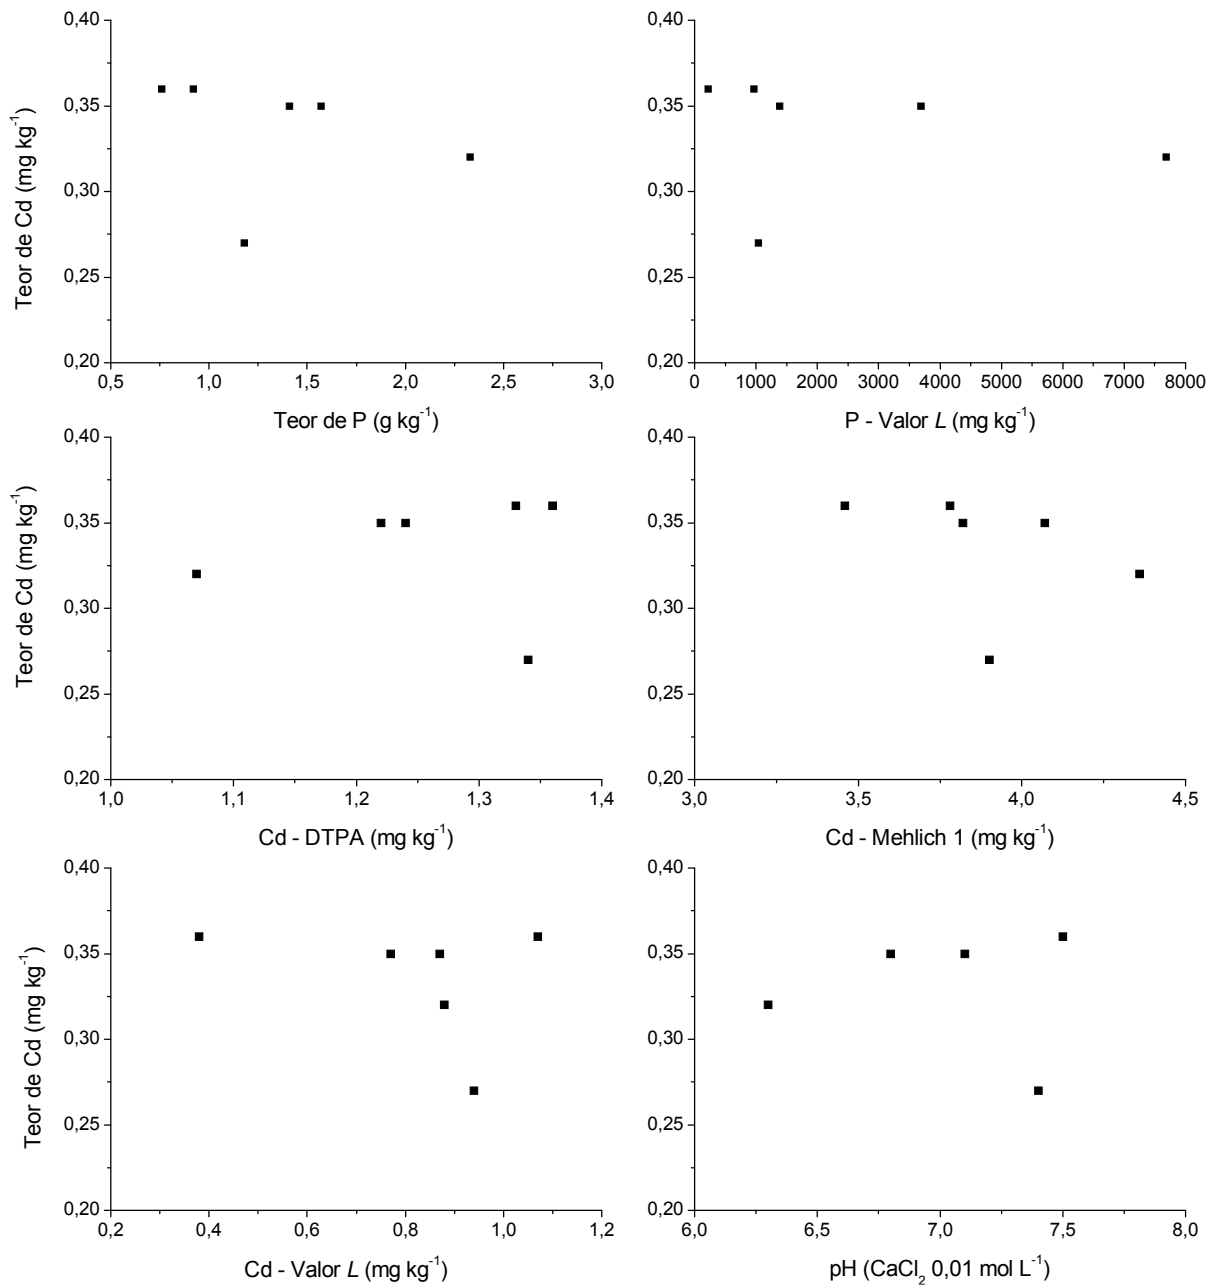 0,40
0,35
0,30
0,25
0,20
0,5 1,0 1,5 2,0 2,5 3,0
Teor de Cd (mg kg⁻¹)
Teor de P (g kg⁻¹)
0,40
0,35
0,30
0,25
0,20
0 1000 2000 3000 4000 5000 6000 7000 8000
P - Valor L (mg kg⁻¹)
0,40
0,35
0,30
0,25
0,20
1,0 1,1 1,2 1,3 1,4
Teor de Cd (mg kg⁻¹)
Cd - DTPA (mg kg⁻¹)
0,40
0,35
0,30
0,25
0,20
3,0 3,5 4,0 4,5
Cd - Mehlich 1 (mg kg⁻¹)
0,40
0,35
0,30
0,25
0,20
0,2 0,4 0,6 0,8 1,0 1,2
Teor de Cd (mg kg⁻¹)
Cd - Valor L (mg kg⁻¹)
0,40
0,35
0,30
0,25
0,20
6,0 6,5 7,0 7,5 8,0
pH (CaCl₂ 0,01 mol L⁻¹)